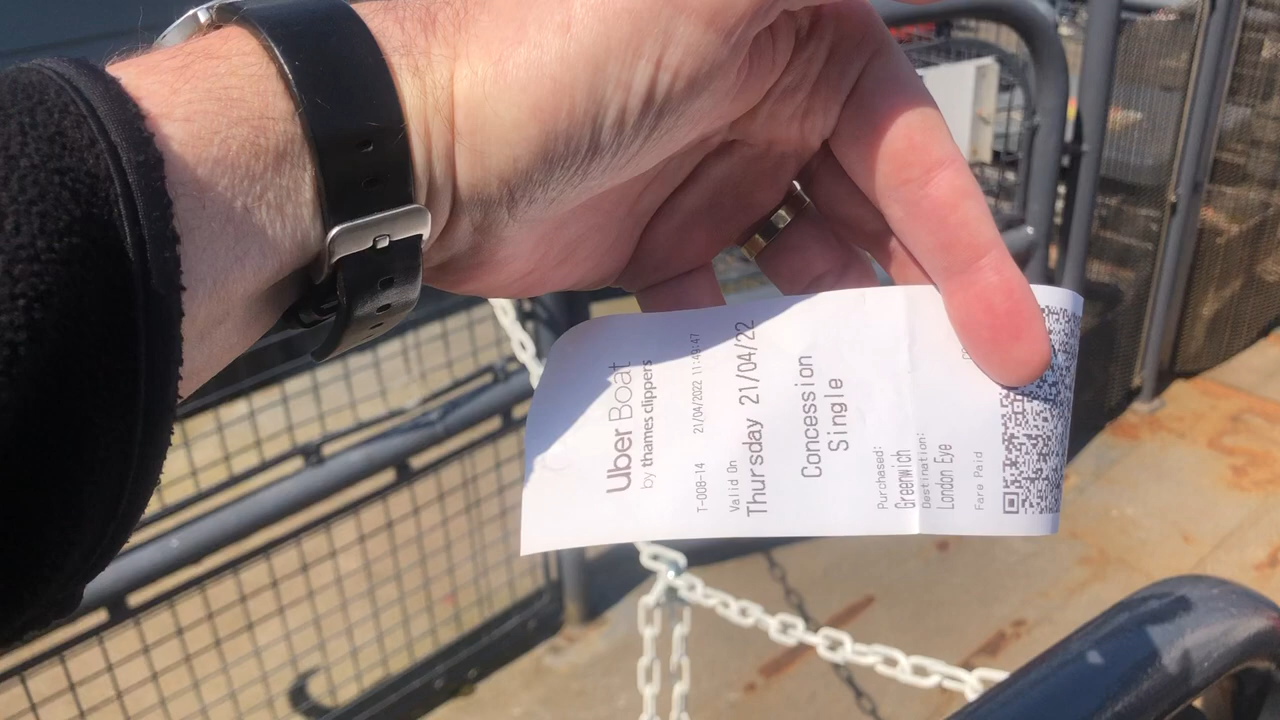 Uber Boat
by thames clippers
T-008-14 21/04/2022 11:49:47
Valid On
Thursday 21/04/22
Concession
Single
Purchased:
Greenwich
Destination:
London Eye
Fare Paid